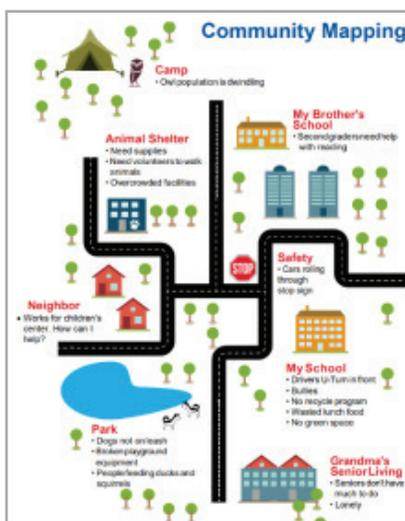 Community Mapping
Camp
• Owl population is dwindling
My Brother's
School
• Second graders need help
with reading
Animal Shelter
• Need supplies
• Need volunteers to walk
animals
• Overcrowded facilities
STOP
Safety
• Cars rolling
through
stop sign
Neighbor
• Works for children's
center. How can I
help?
My School
• Drivers U-Turn in front
• Bullies
• No recycle program
• Wasted lunch food
• No green space
Park
• Dogs not on leash
• Broken playground
equipment
• People feeding ducks and
squirrels
Grandma's
Senior Living
• Seniors don't have
much to do
• Lonely